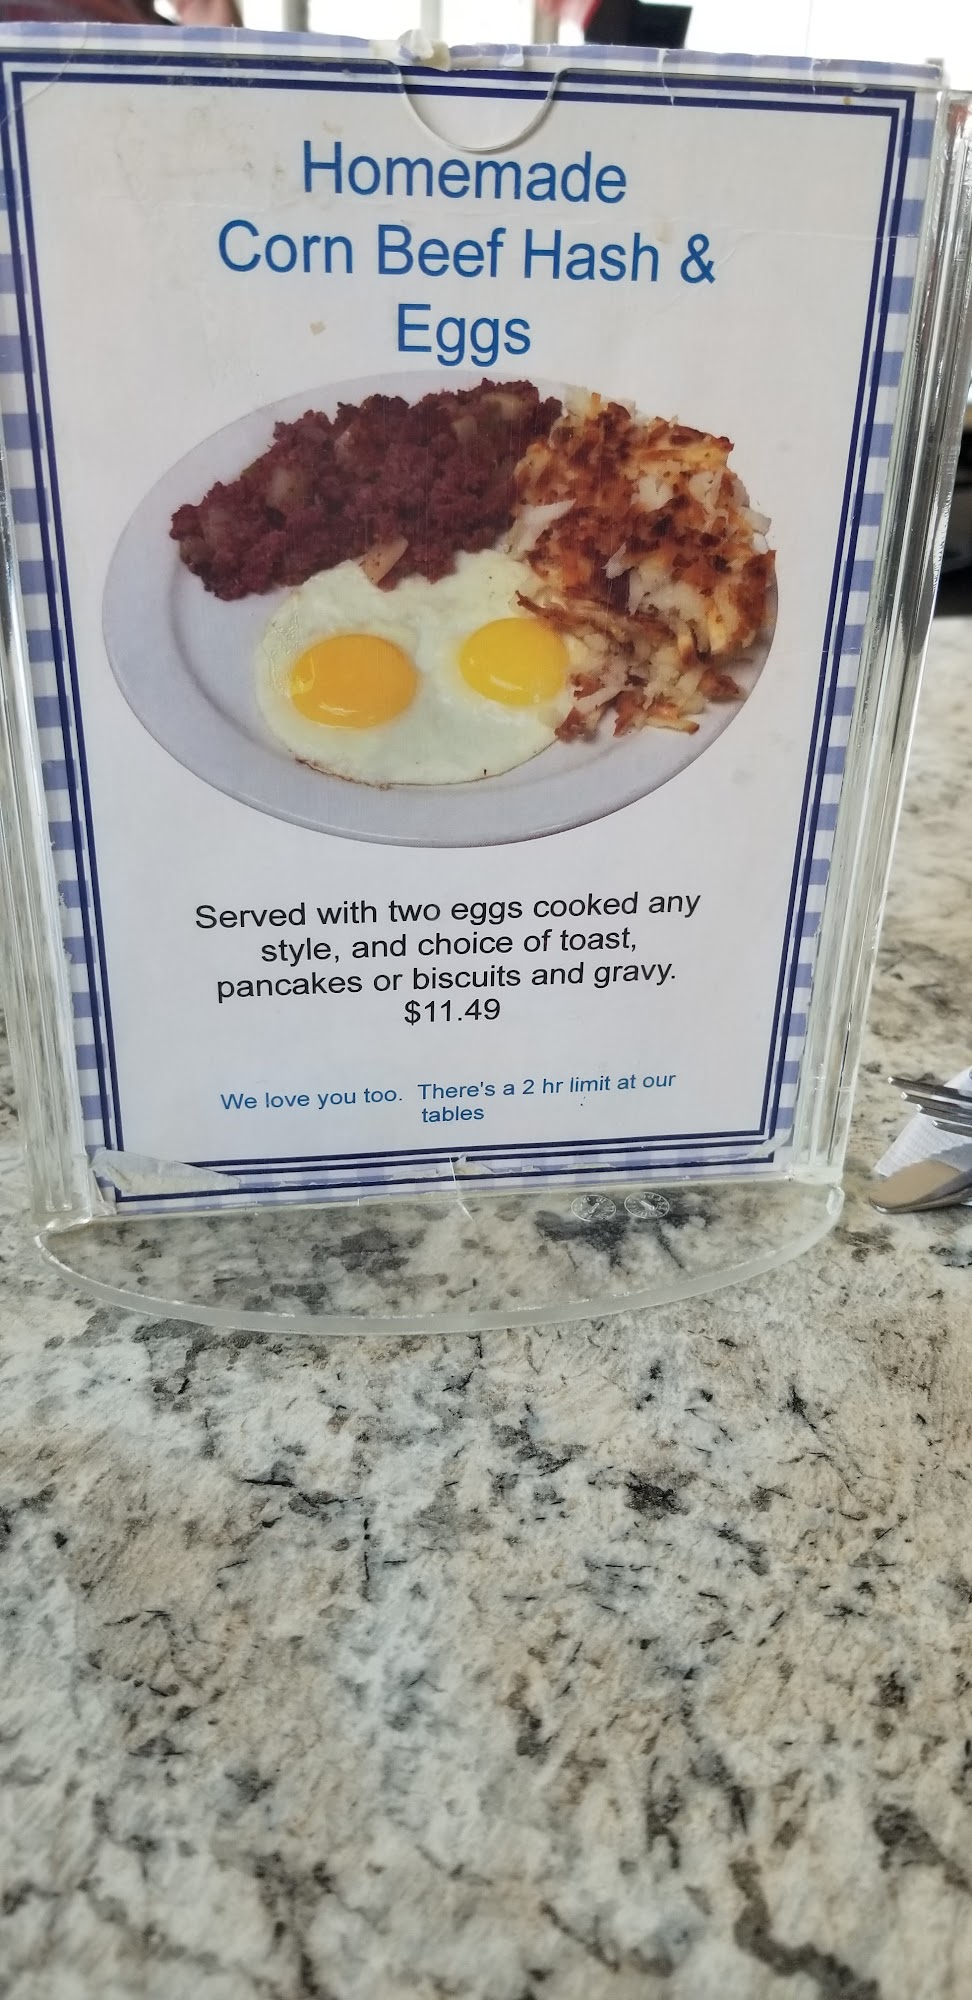 Homemade
Corn Beef Hash &
Eggs
Served with two eggs cooked any
style, and choice of toast,
pancakes or biscuits and gravy.
$11.49
We love you too. There's a 2 hr limit at our
tables